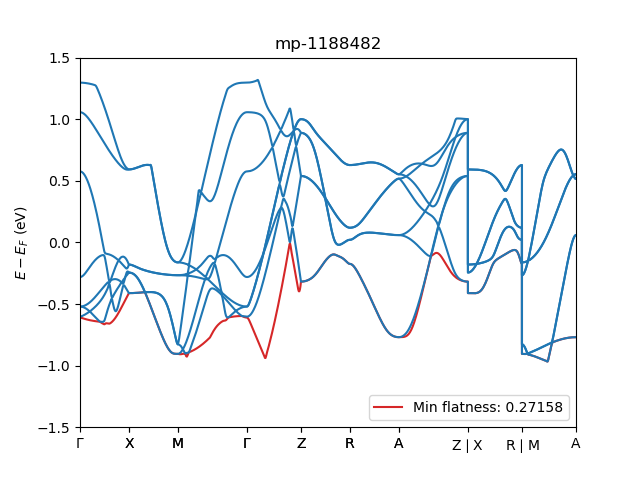 mp-1188482
E − E_F (eV)
1.5
1.0
0.5
0.0
−0.5
−1.0
−1.5
Min flatness: 0.27158
Γ X M Γ Z R A Z | X R | M A